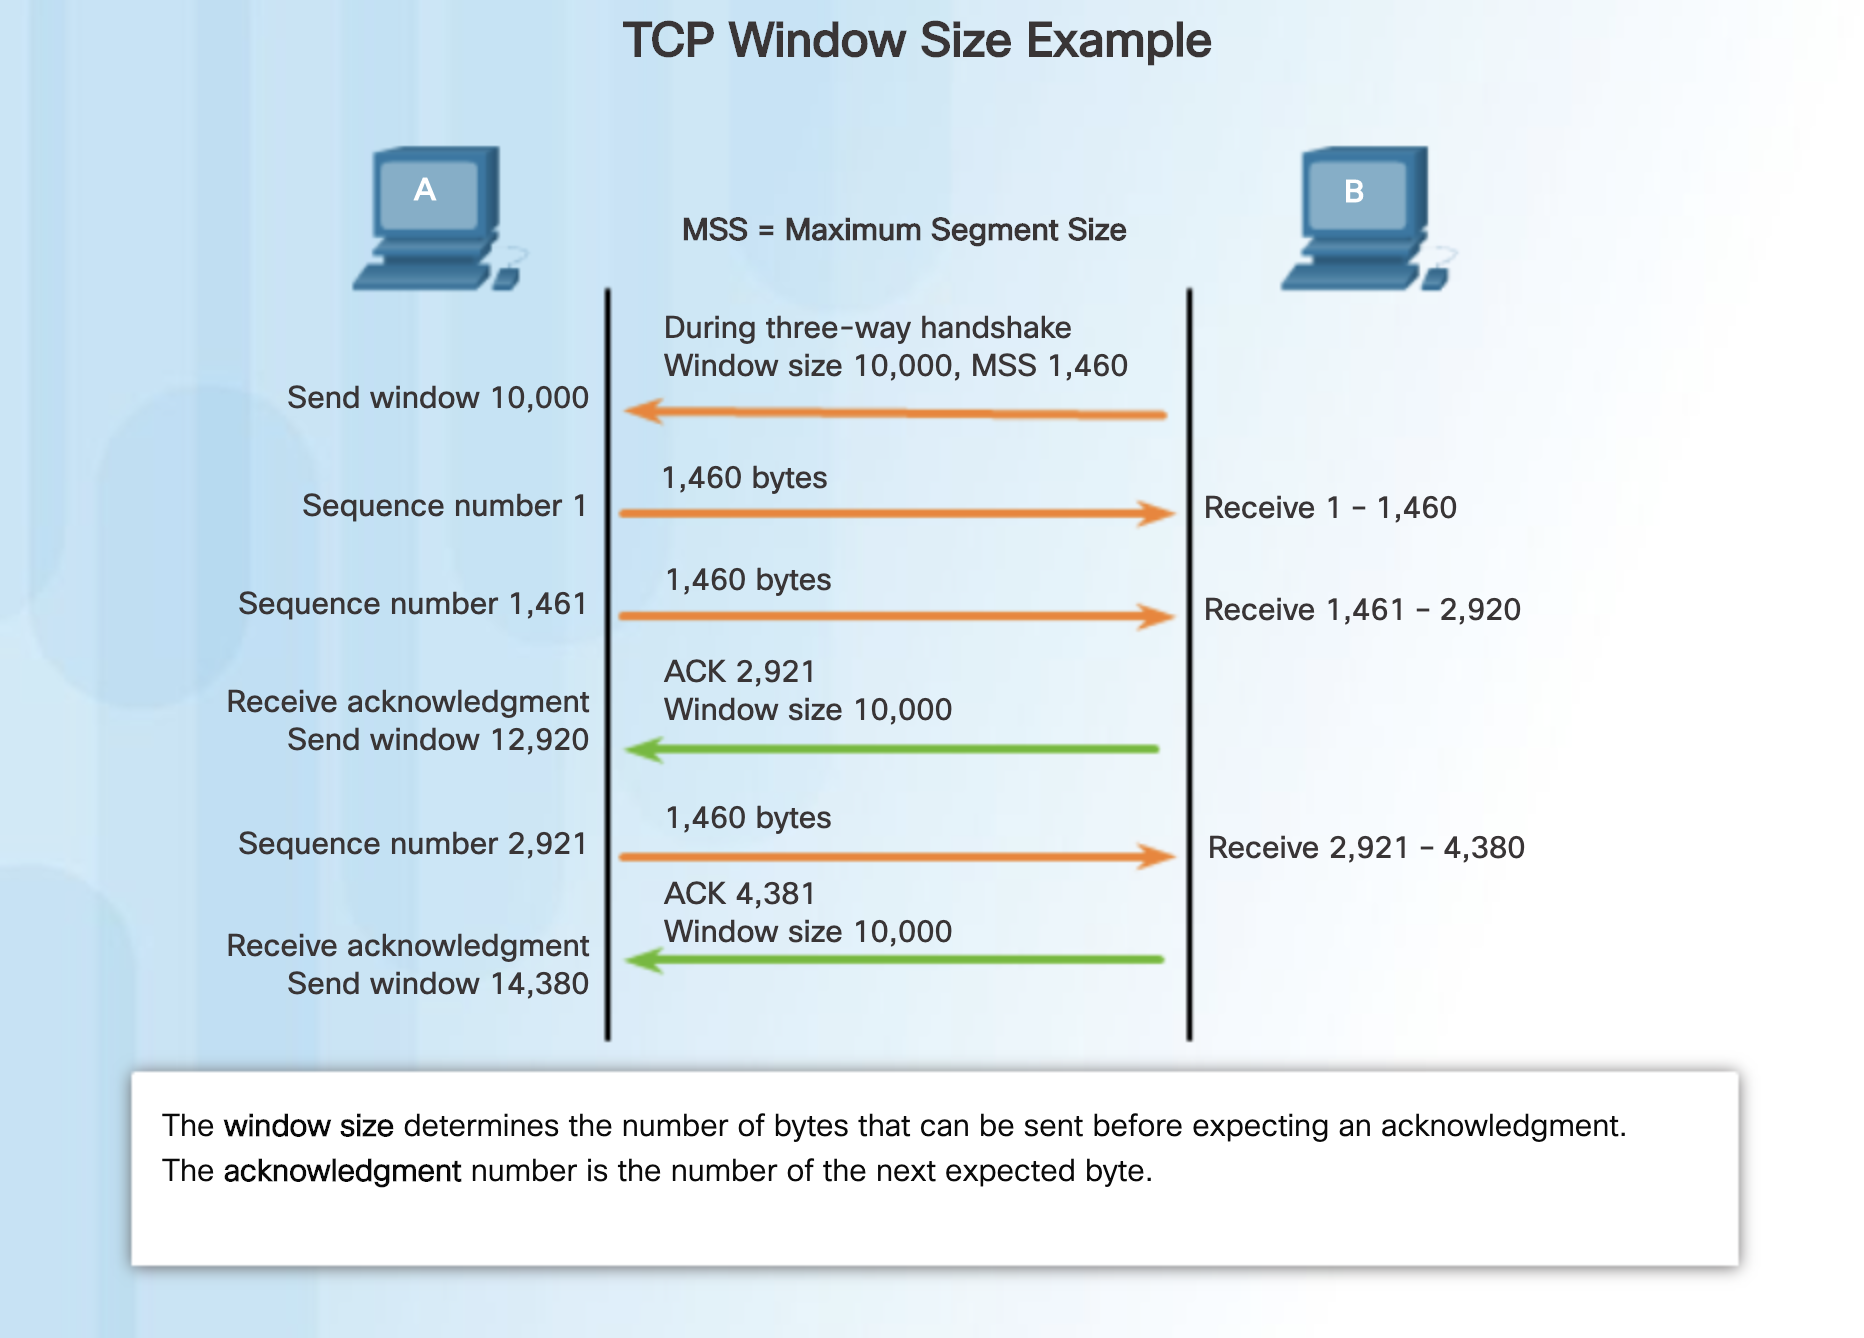 TCP Window Size Example
A
B
MSS = Maximum Segment Size
During three-way handshake
Window size 10,000, MSS 1,460
Send window 10,000
1,460 bytes
Sequence number 1
Receive 1 - 1,460
1,460 bytes
Sequence number 1,461
Receive 1,461 - 2,920
ACK 2,921
Window size 10,000
Receive acknowledgment
Send window 12,920
1,460 bytes
Sequence number 2,921
Receive 2,921 - 4,380
ACK 4,381
Window size 10,000
Receive acknowledgment
Send window 14,380
The window size determines the number of bytes that can be sent before expecting an acknowledgment.
The acknowledgment number is the number of the next expected byte.